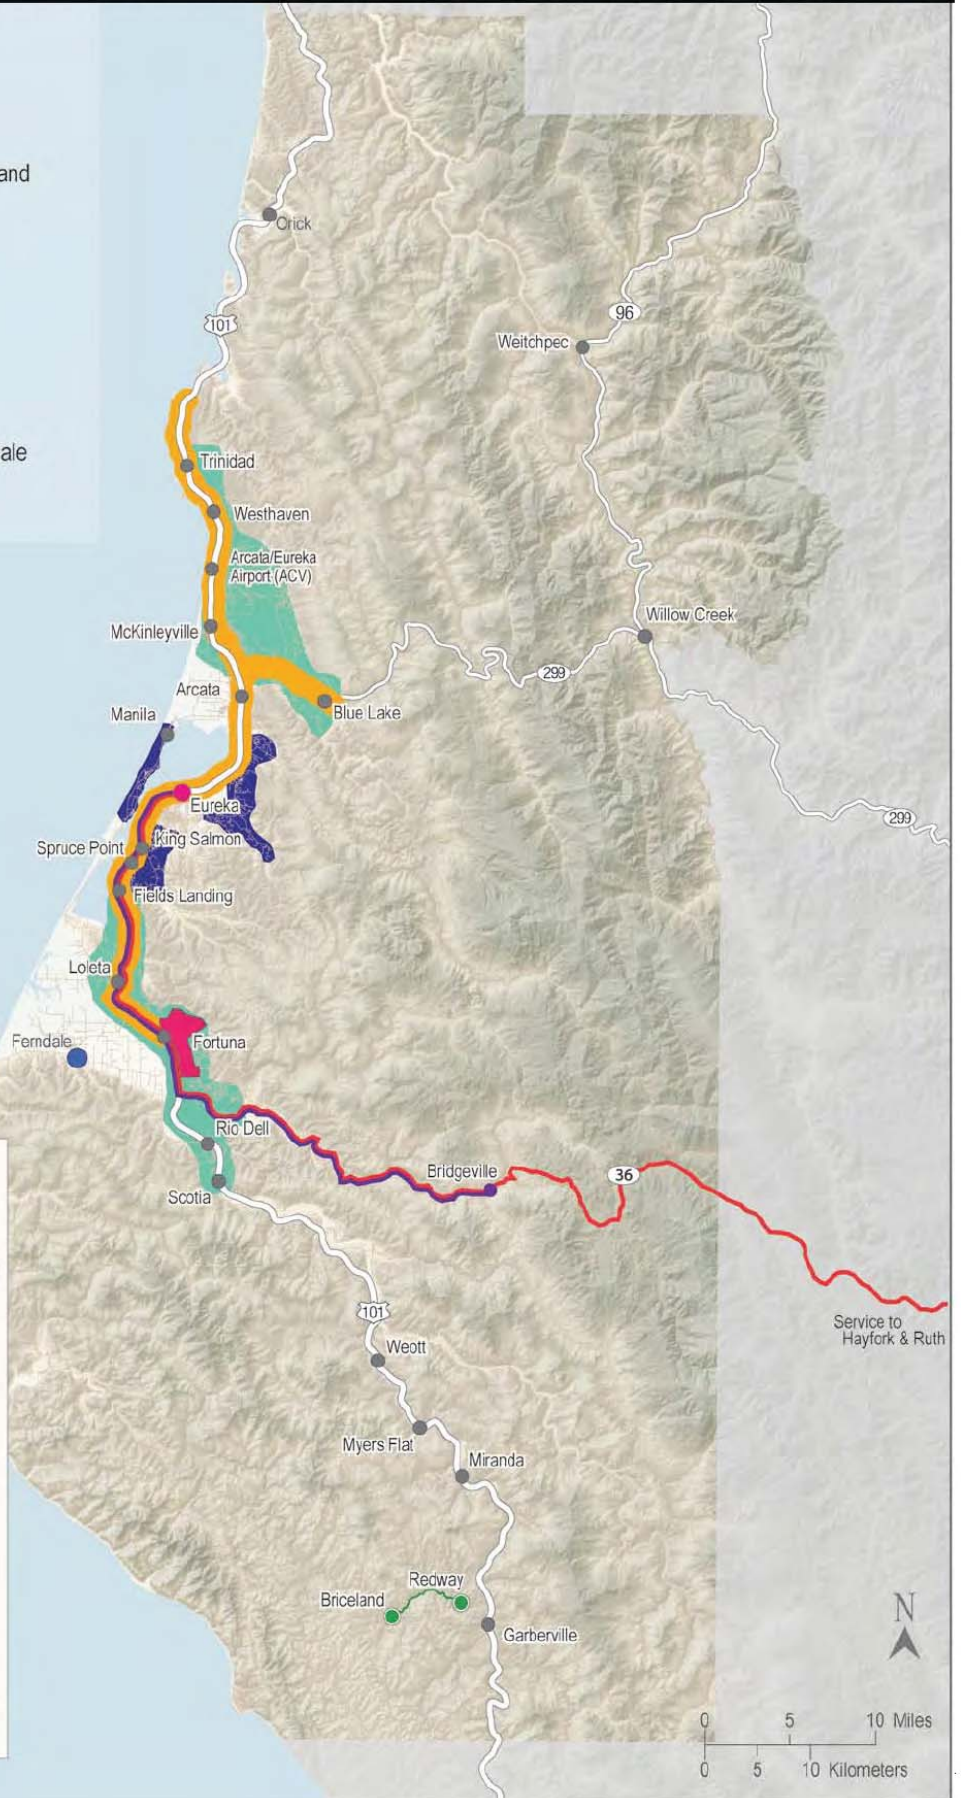 and
Orick
101
96
Weitchpec
ale
Trinidad
Westhaven
Arcata/Eureka
Airport (ACV)
McKinleyville
Willow Creek
299
Arcata
Blue Lake
Manila
Eureka
299
Spruce Point
King Salmon
Fields Landing
Loleta
Ferndale
Fortuna
Rio Dell
Bridgeville
36
Scotia
101
Service to
Hayfork & Ruth
Weott
Myers Flat
Miranda
Redway
Briceland
Garberville
N
0 5 10 Miles
0 5 10 Kilometers